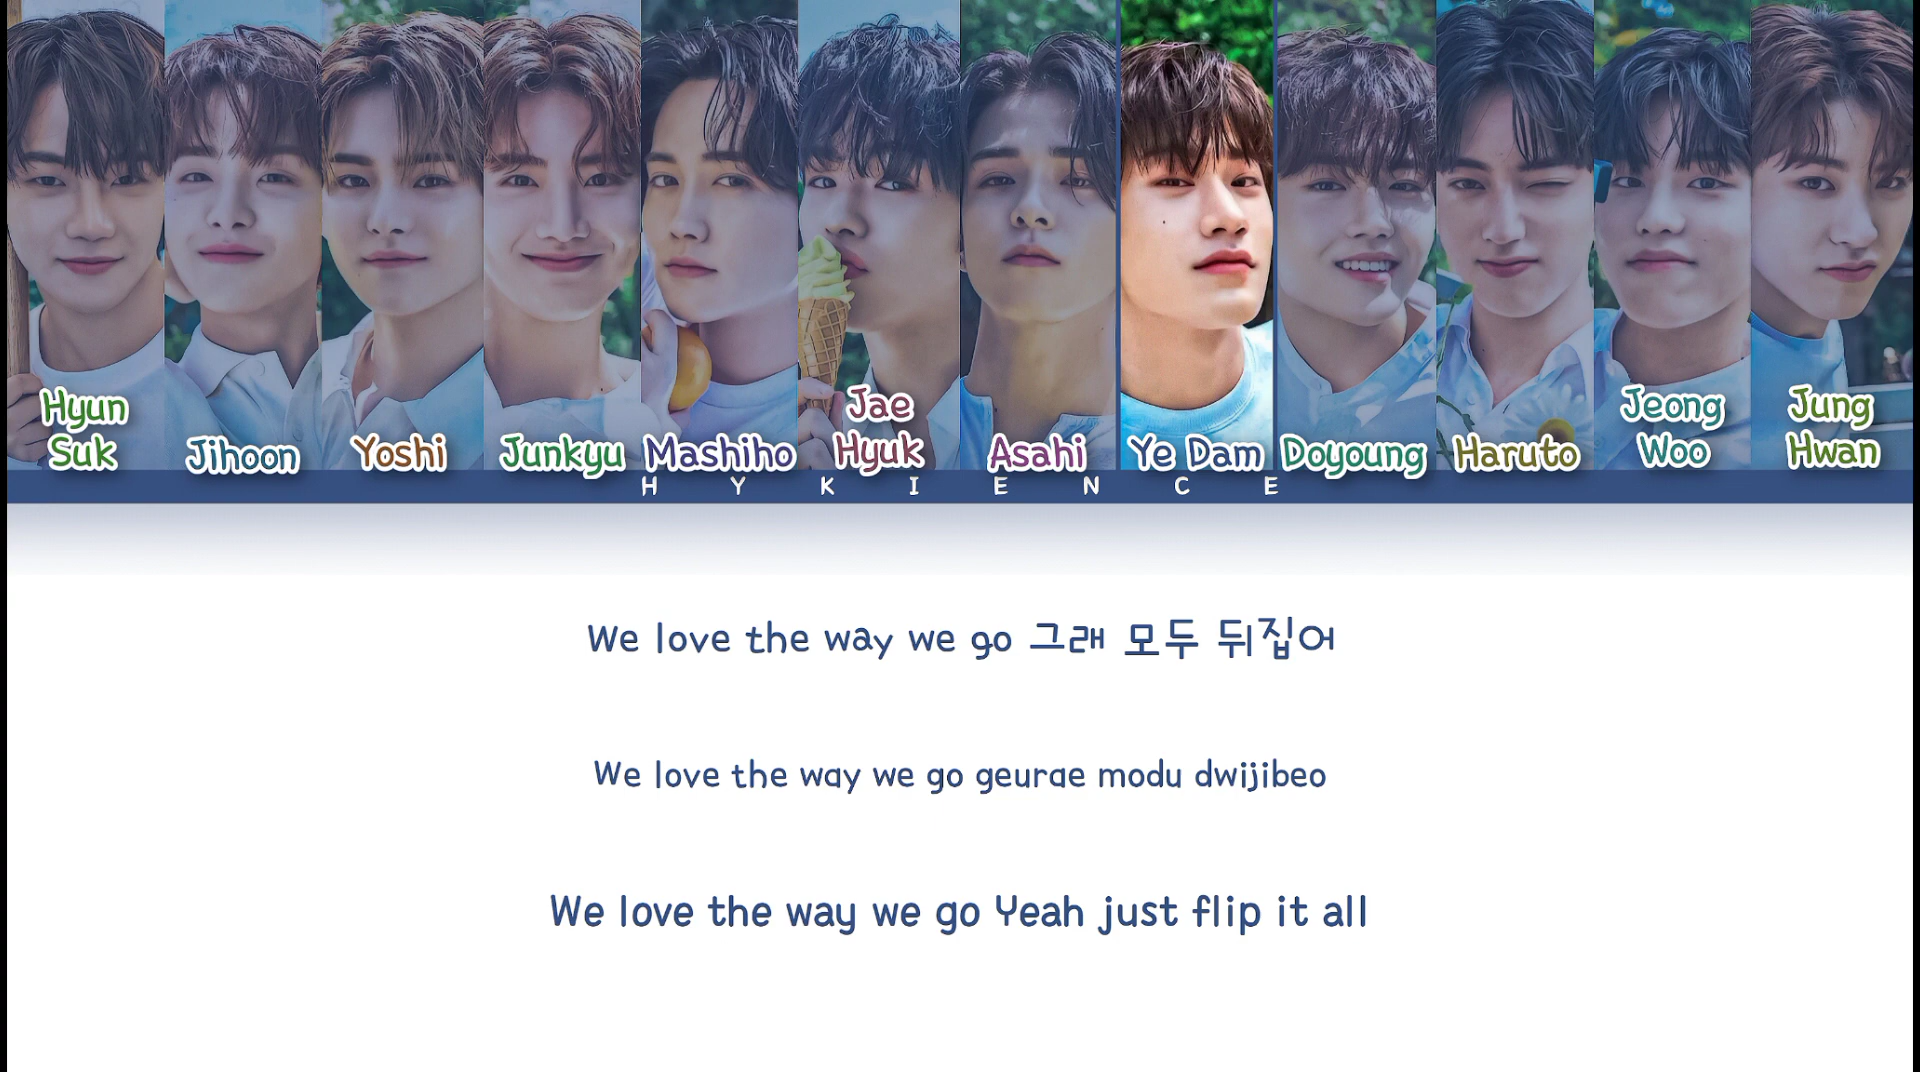 Hyun
Suk
Jihoon
Yoshi
Junkyu
Mashiho
Jae
Hyuk
Asahi
Ye Dam
Doyoung
Haruto
Jeong
Woo
Jung
Hwan
H Y K I E N C E
We love the way we go 그래 모두 뒤집어
We love the way we go geurae modu dwijibeo
We love the way we go Yeah just flip it all